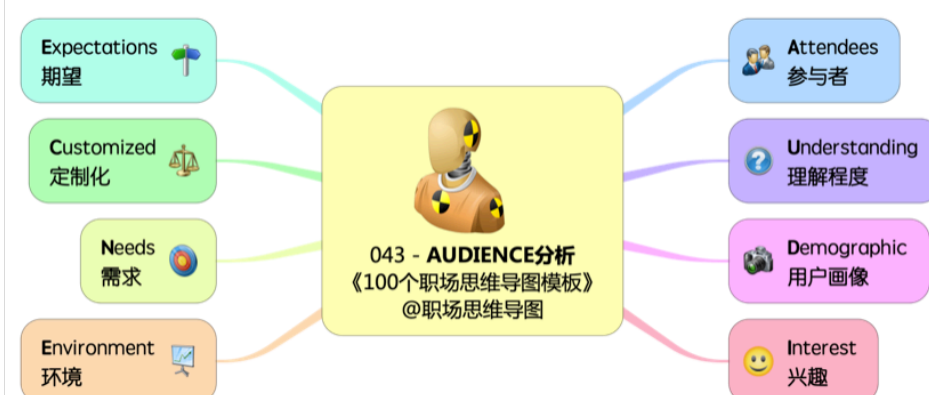 Expectations
期望
Customized
定制化
Needs
需求
Environment
环境
043 - AUDIENCE分析
《100个职场思维导图模板》
@职场思维导图
Attendees
参与者
Understanding
理解程度
Demographic
用户画像
Interest
兴趣